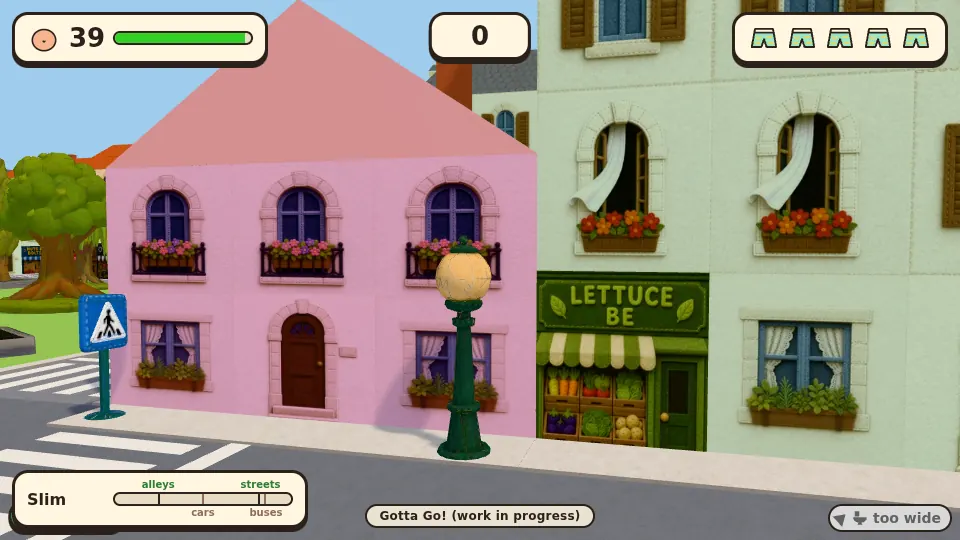 39
0
LETTUCE
BE
alleys
streets
Slim
cars
buses
Gotta Go! (work in progress)
too wide